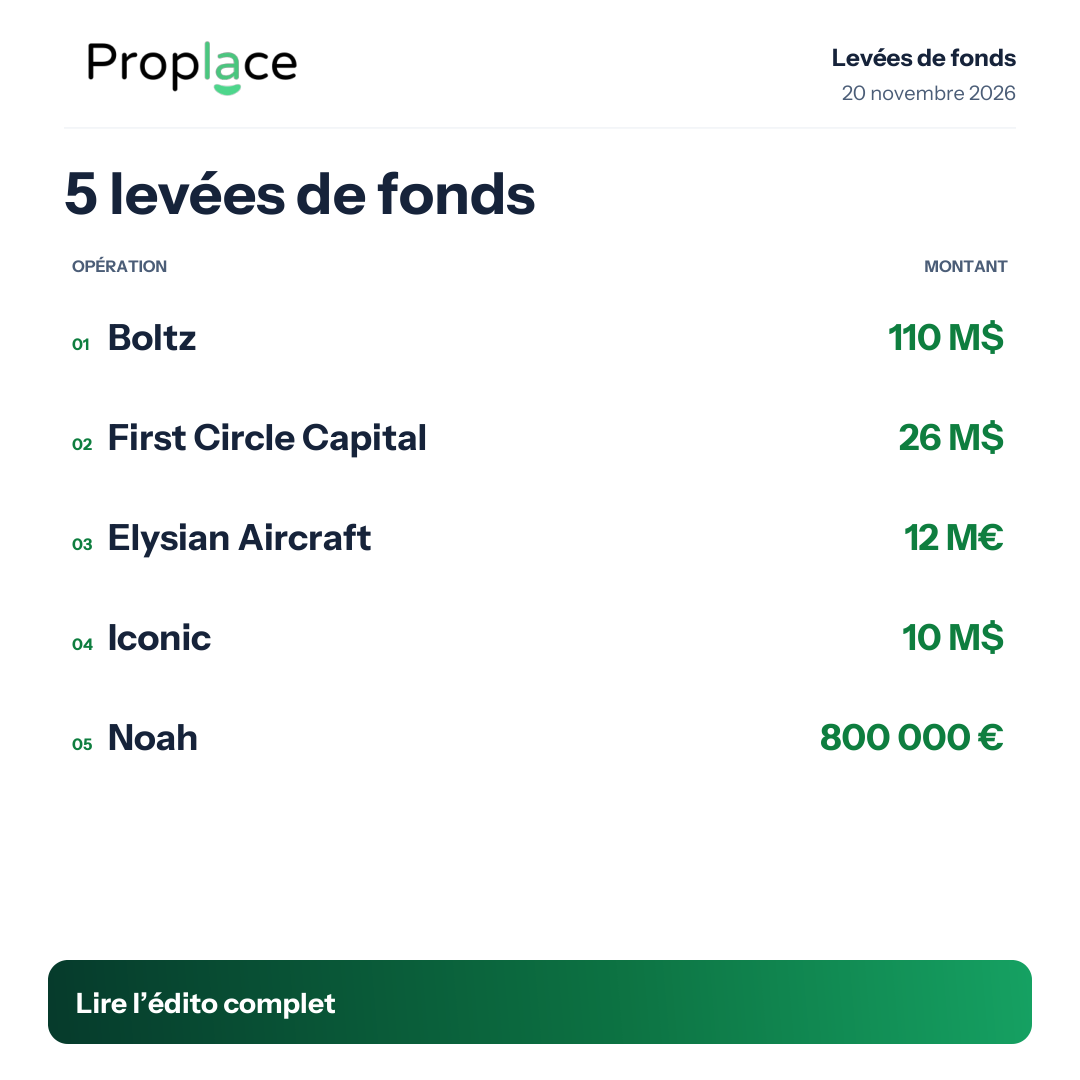 Proplace
Levées de fonds
20 novembre 2026
5 levées de fonds
OPÉRATION MONTANT
01 Boltz 110 M$
02 First Circle Capital 26 M$
03 Elysian Aircraft 12 M€
04 Iconic 10 M$
05 Noah 800 000 €
Lire l’édito complet